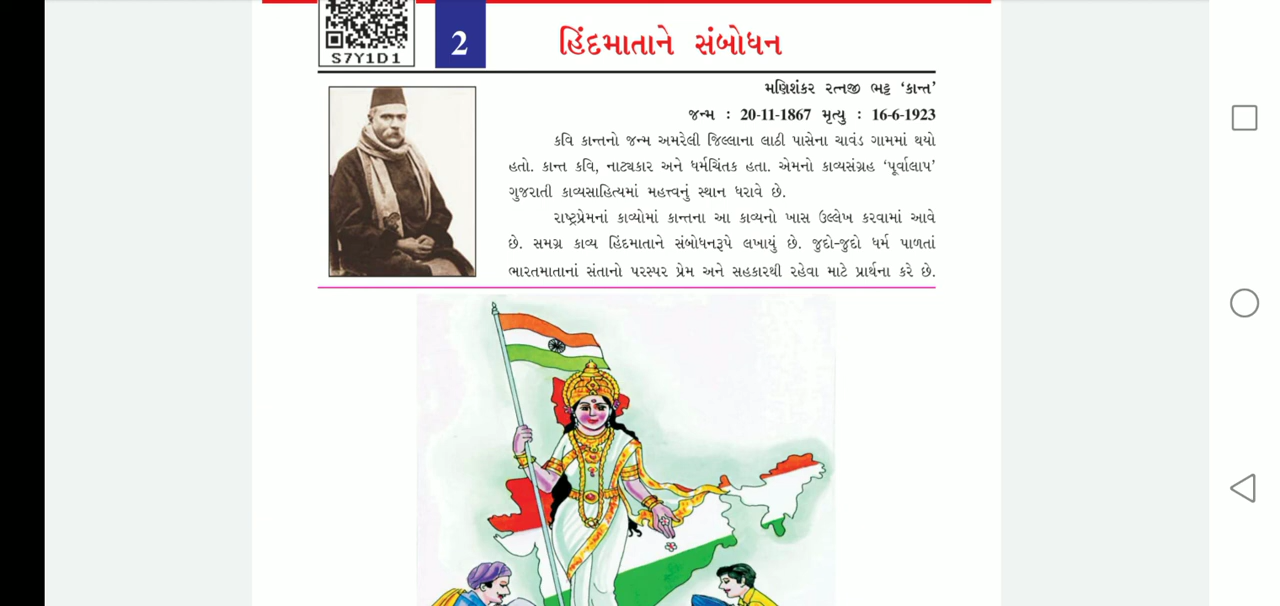 S7Y1D1
2
હિંદમાતાને સંબોધન
મણિશંકર રત્નજી ભટ્ટ ‘કાન્ત’
જન્મ : 20-11-1867 મૃત્યુ : 16-6-1923
કવિ કાન્તનો જન્મ અમરેલી જિલ્લાના લાઠી પાસેના ચાવંડ ગામમાં થયો
હતો. કાન્ત કવિ, નાટ્યકાર અને ધર્મચિંતક હતા. એમનો કાવ્યસંગ્રહ ‘પૂર્વાલાપ’
ગુજરાતી કાવ્યસાહિત્યમાં મહત્ત્વનું સ્થાન ધરાવે છે.
રાષ્ટ્રપ્રેમનાં કાવ્યોમાં કાન્તના આ કાવ્યનો ખાસ ઉલ્લેખ કરવામાં આવે
છે. સમગ્ર કાવ્ય હિંદમાતાને સંબોધનરૂપે લખાયું છે. જુદો-જુદો ધર્મ પાળતાં
ભારતમાતાનાં સંતાનો પરસ્પર પ્રેમ અને સહકારથી રહેવા માટે પ્રાર્થના કરે છે.